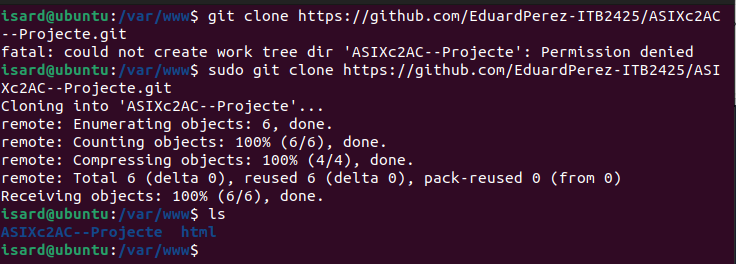 isard@ubuntu:/var/www$ git clone https://github.com/EduardPerez-ITB2425/ASIXc2AC
--Projecte.git
fatal: could not create work tree dir 'ASIXc2AC--Projecte': Permission denied
isard@ubuntu:/var/www$ sudo git clone https://github.com/EduardPerez-ITB2425/ASI
Xc2AC--Projecte.git
Cloning into 'ASIXc2AC--Projecte'...
remote: Enumerating objects: 6, done.
remote: Counting objects: 100% (6/6), done.
remote: Compressing objects: 100% (4/4), done.
remote: Total 6 (delta 0), reused 6 (delta 0), pack-reused 0 (from 0)
Receiving objects: 100% (6/6), done.
isard@ubuntu:/var/www$ ls
ASIXc2AC--Projecte  html
isard@ubuntu:/var/www$